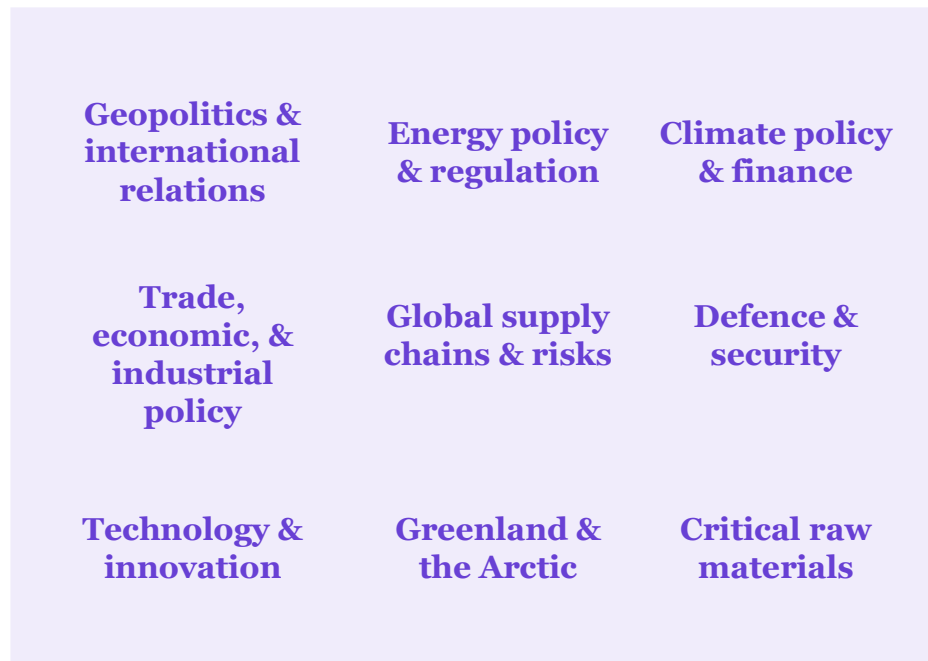 Geopolitics &
international
relations
Energy policy
& regulation
Climate policy
& finance
Trade,
economic, &
industrial
policy
Global supply
chains & risks
Defence &
security
Technology &
innovation
Greenland &
the Arctic
Critical raw
materials